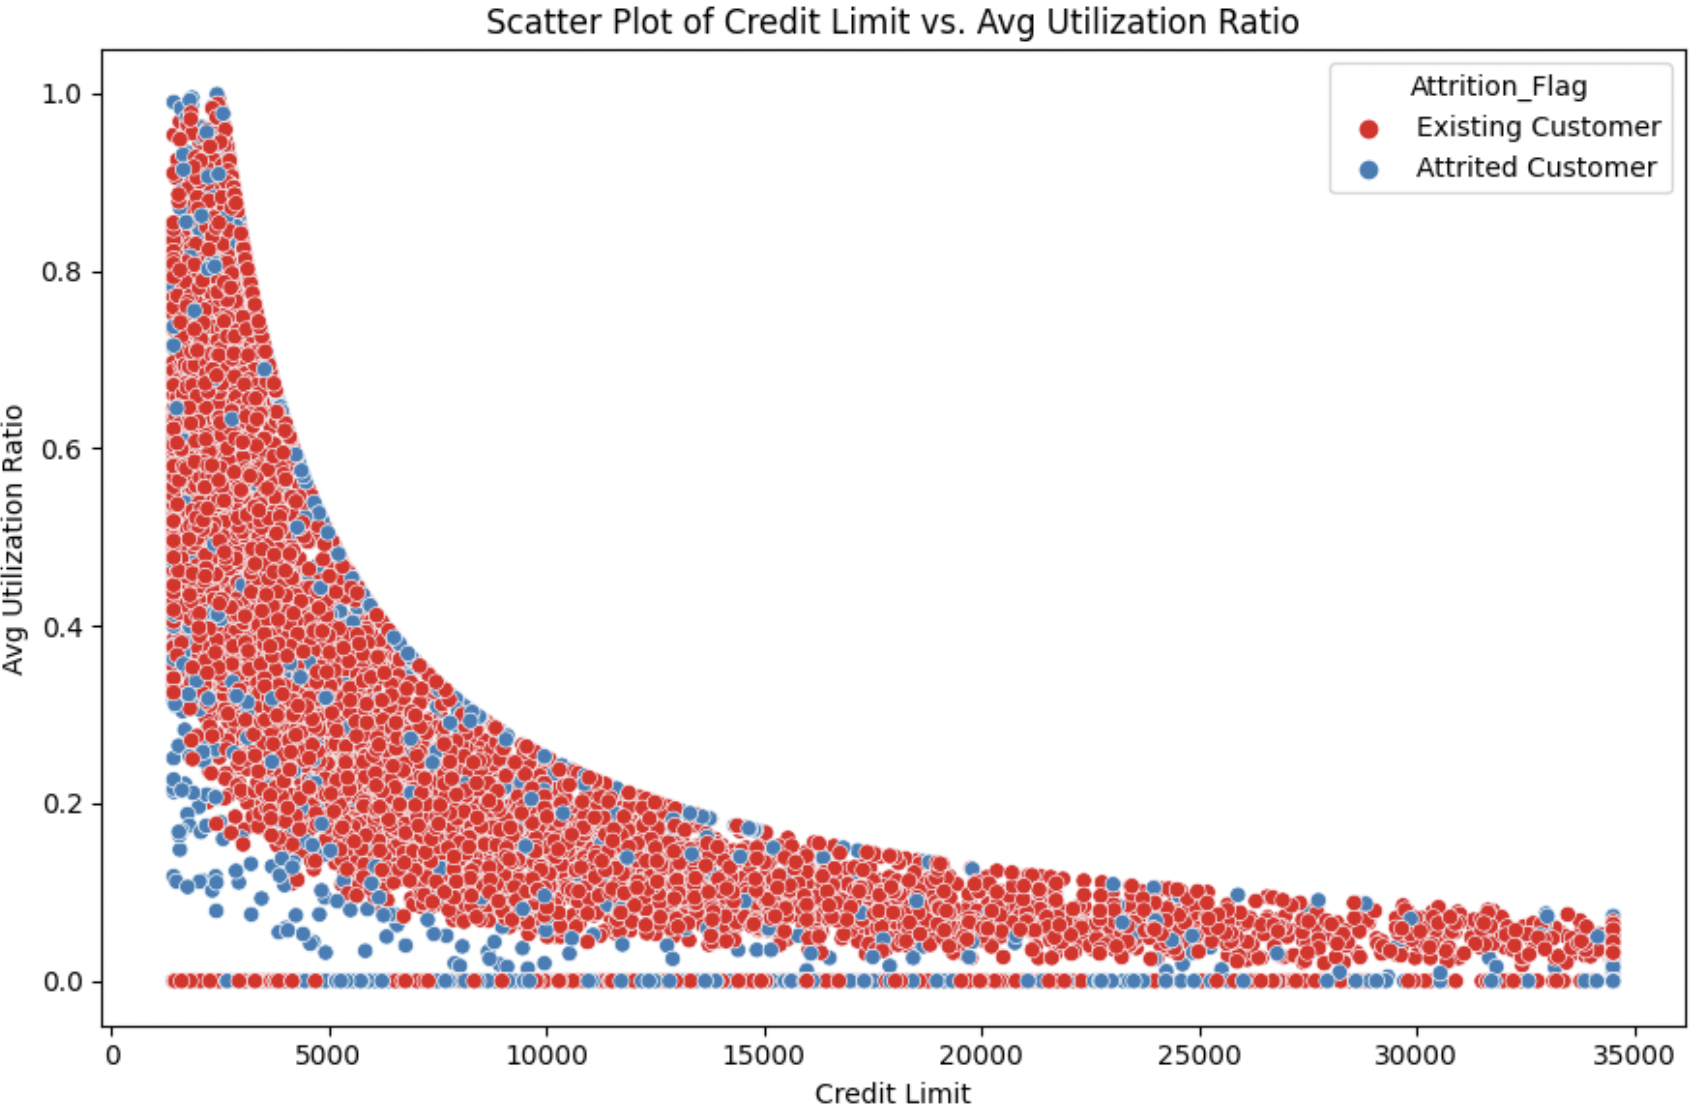 Scatter Plot of Credit Limit vs. Avg Utilization Ratio
Attrition_Flag
Existing Customer
Attrited Customer
Avg Utilization Ratio
1.0
0.8
0.6
0.4
0.2
0.0
0 5000 10000 15000 20000 25000 30000 35000
Credit Limit